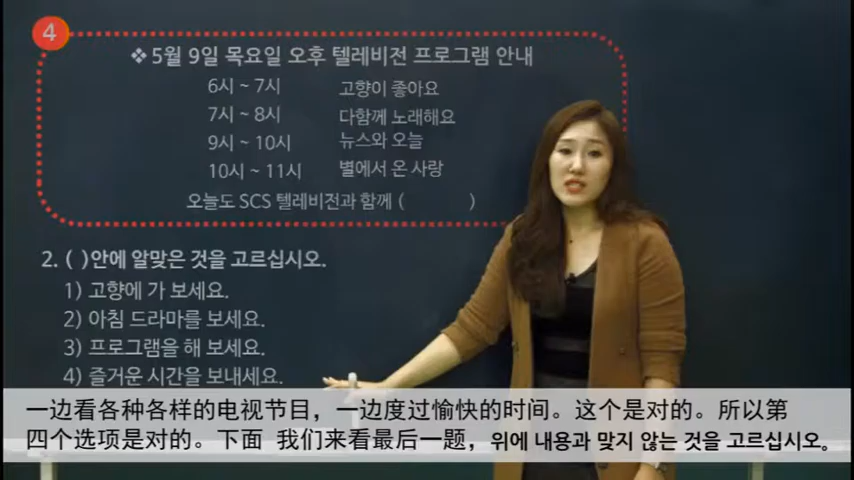 4
❖ 5월 9일 목요일 오후 텔레비전 프로그램 안내
6시 ~ 7시 고향이 좋아요
7시 ~ 8시 다함께 노래해요
9시 ~ 10시 뉴스와 오늘
10시 ~ 11시 별에서 온 사랑
오늘도 SCS 텔레비전과 함께 ( )
2. ( )안에 알맞은 것을 고르십시오.
1) 고향에 가 보세요.
2) 아침 드라마를 보세요.
3) 프로그램을 해 보세요.
4) 즐거운 시간을 보내세요.
一边看各种各样的电视节目，一边度过愉快的时间。这个是对的。所以第
四个选项是对的。下面 我们来看最后一题，위에 내용과 맞지 않는 것을 고르십시오。